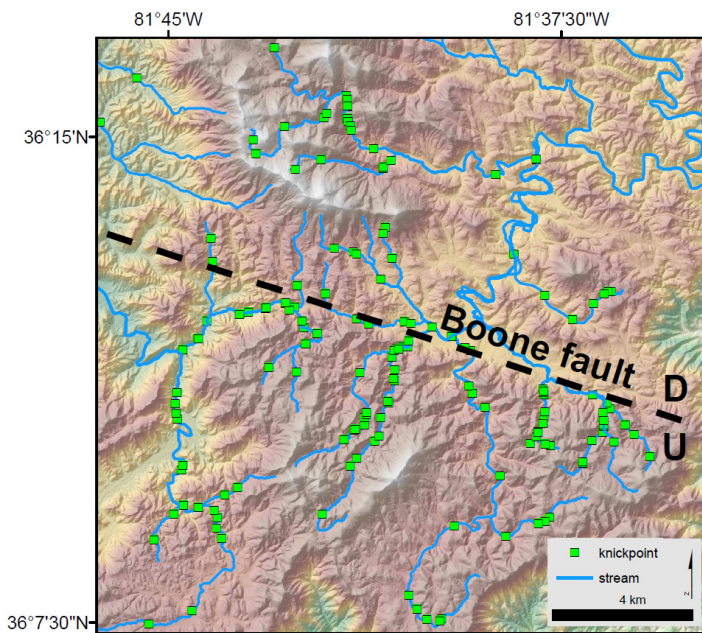 81°45'W
81°37'30"W
36°15'N
Boone fault
D
U
knickpoint
stream
z
4 km
36°7'30"N